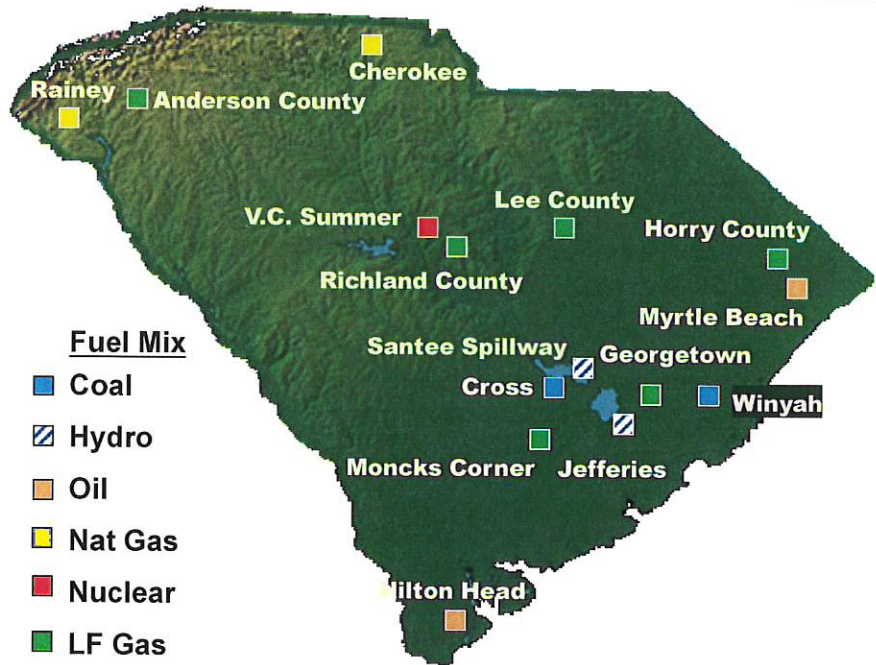 Cherokee
Rainey
Anderson County
V.C. Summer
Lee County
Horry County
Richland County
Myrtle Beach
Santee Spillway
Georgetown
Cross
Winyah
Moncks Corner
Jefferies
Hilton Head
Fuel Mix
Coal
Hydro
Oil
Nat Gas
Nuclear
LF Gas